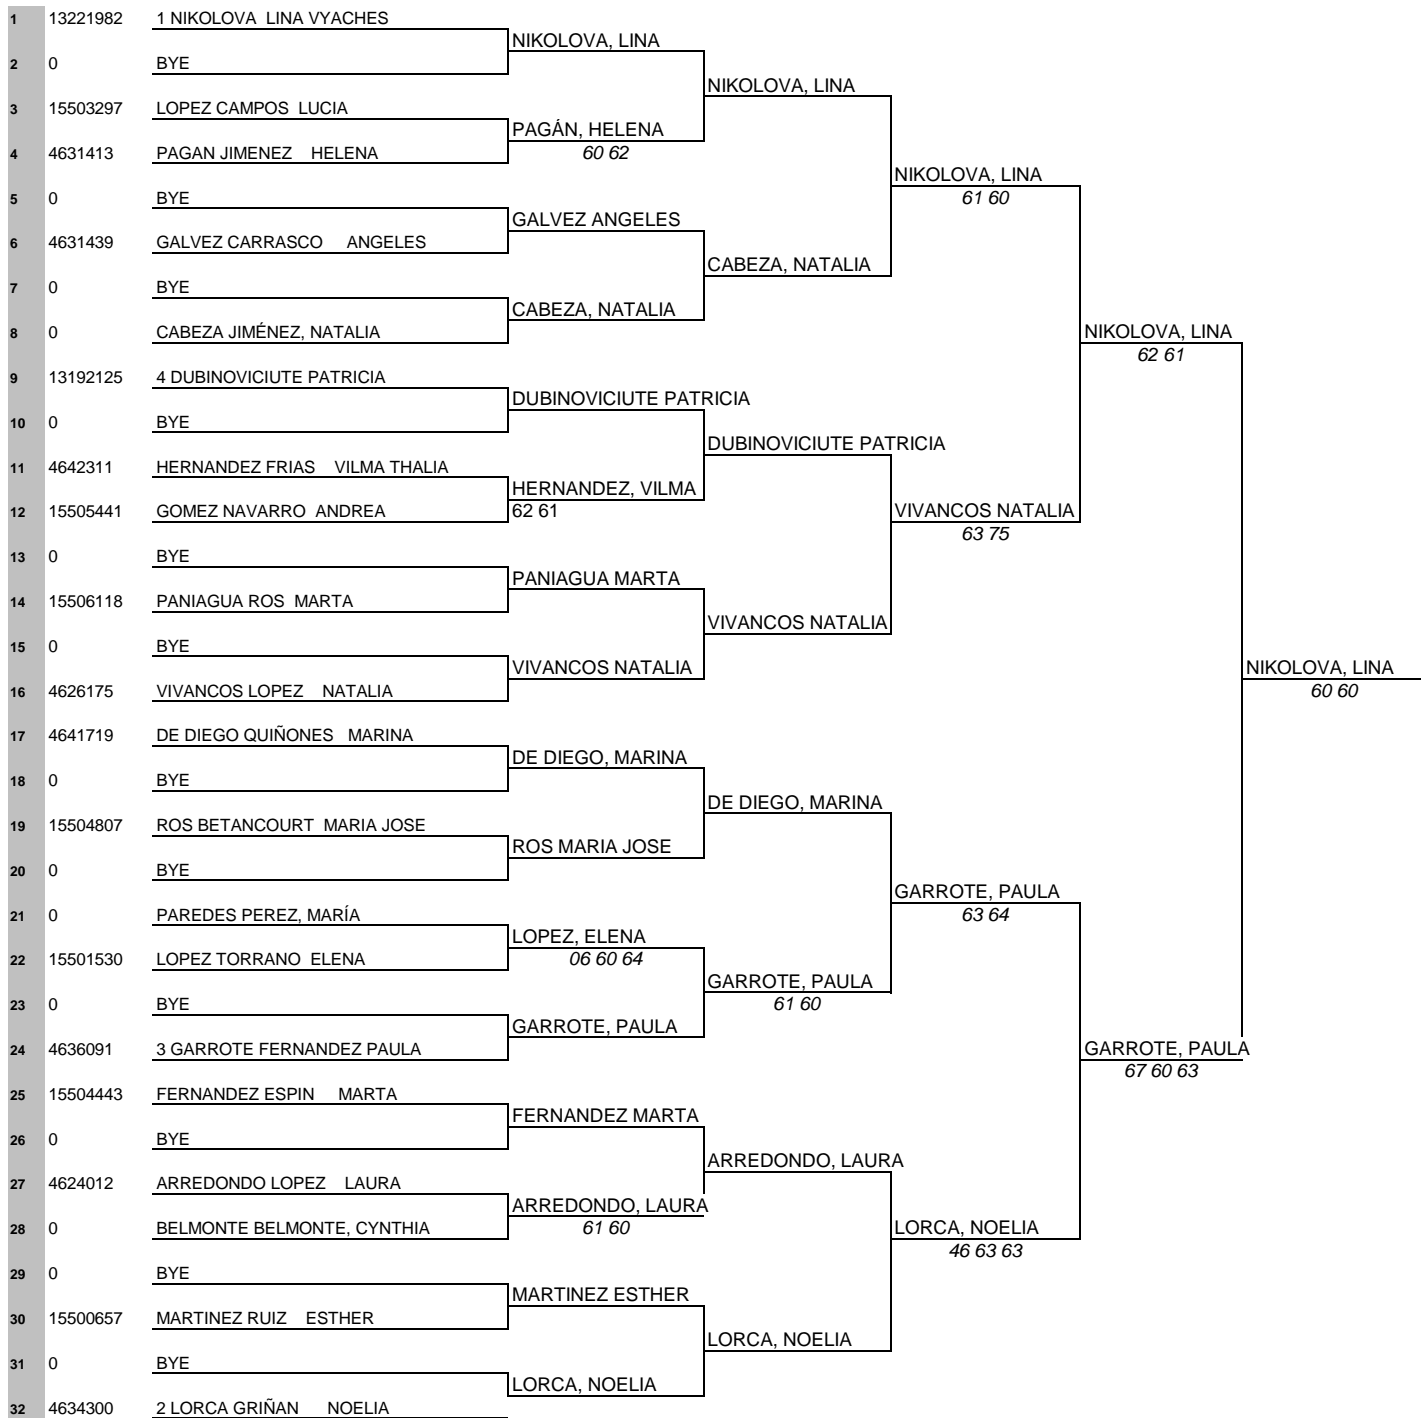 1 13221982 1 NIKOLOVA LINA VYACHES
NIKOLOVA, LINA
2 0 BYE
NIKOLOVA, LINA
3 15503297 LOPEZ CAMPOS LUCIA
PAGÁN, HELENA
4 4631413 PAGAN JIMENEZ HELENA
60 62
NIKOLOVA, LINA
5 0 BYE
61 60
GALVEZ ANGELES
6 4631439 GALVEZ CARRASCO ANGELES
CABEZA, NATALIA
7 0 BYE
CABEZA, NATALIA
8 0 CABEZA JIMÉNEZ, NATALIA
NIKOLOVA, LINA
62 61
9 13192125 4 DUBINOVICIUTE PATRICIA
DUBINOVICIUTE PATRICIA
10 0 BYE
DUBINOVICIUTE PATRICIA
11 4642311 HERNANDEZ FRIAS VILMA THALIA
HERNANDEZ, VILMA
12 15505441 GOMEZ NAVARRO ANDREA
62 61
VIVANCOS NATALIA
63 75
13 0 BYE
PANIAGUA MARTA
14 15506118 PANIAGUA ROS MARTA
VIVANCOS NATALIA
15 0 BYE
VIVANCOS NATALIA
NIKOLOVA, LINA
60 60
16 4626175 VIVANCOS LOPEZ NATALIA
17 4641719 DE DIEGO QUIÑONES MARINA
DE DIEGO, MARINA
18 0 BYE
DE DIEGO, MARINA
19 15504807 ROS BETANCOURT MARIA JOSE
ROS MARIA JOSE
20 0 BYE
GARROTE, PAULA
63 64
21 0 PAREDES PEREZ, MARÍA
LOPEZ, ELENA
22 15501530 LOPEZ TORRANO ELENA
06 60 64
GARROTE, PAULA
61 60
23 0 BYE
GARROTE, PAULA
24 4636091 3 GARROTE FERNANDEZ PAULA
GARROTE, PAULA
67 60 63
25 15504443 FERNANDEZ ESPIN MARTA
FERNANDEZ MARTA
26 0 BYE
ARREDONDO, LAURA
27 4624012 ARREDONDO LOPEZ LAURA
ARREDONDO, LAURA
28 0 BELMONTE BELMONTE, CYNTHIA
61 60
LORCA, NOELIA
46 63 63
29 0 BYE
MARTINEZ ESTHER
30 15500657 MARTINEZ RUIZ ESTHER
LORCA, NOELIA
31 0 BYE
LORCA, NOELIA
32 4634300 2 LORCA GRIÑAN NOELIA